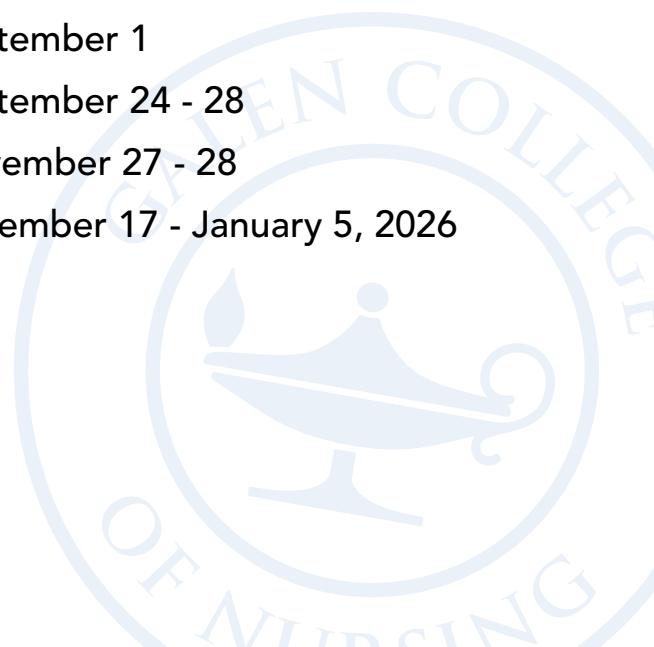 tember 1
tember 24 - 28
ember 27 - 28
ember 17 - January 5, 2026
GALEN COLLEGE
OF NURSING